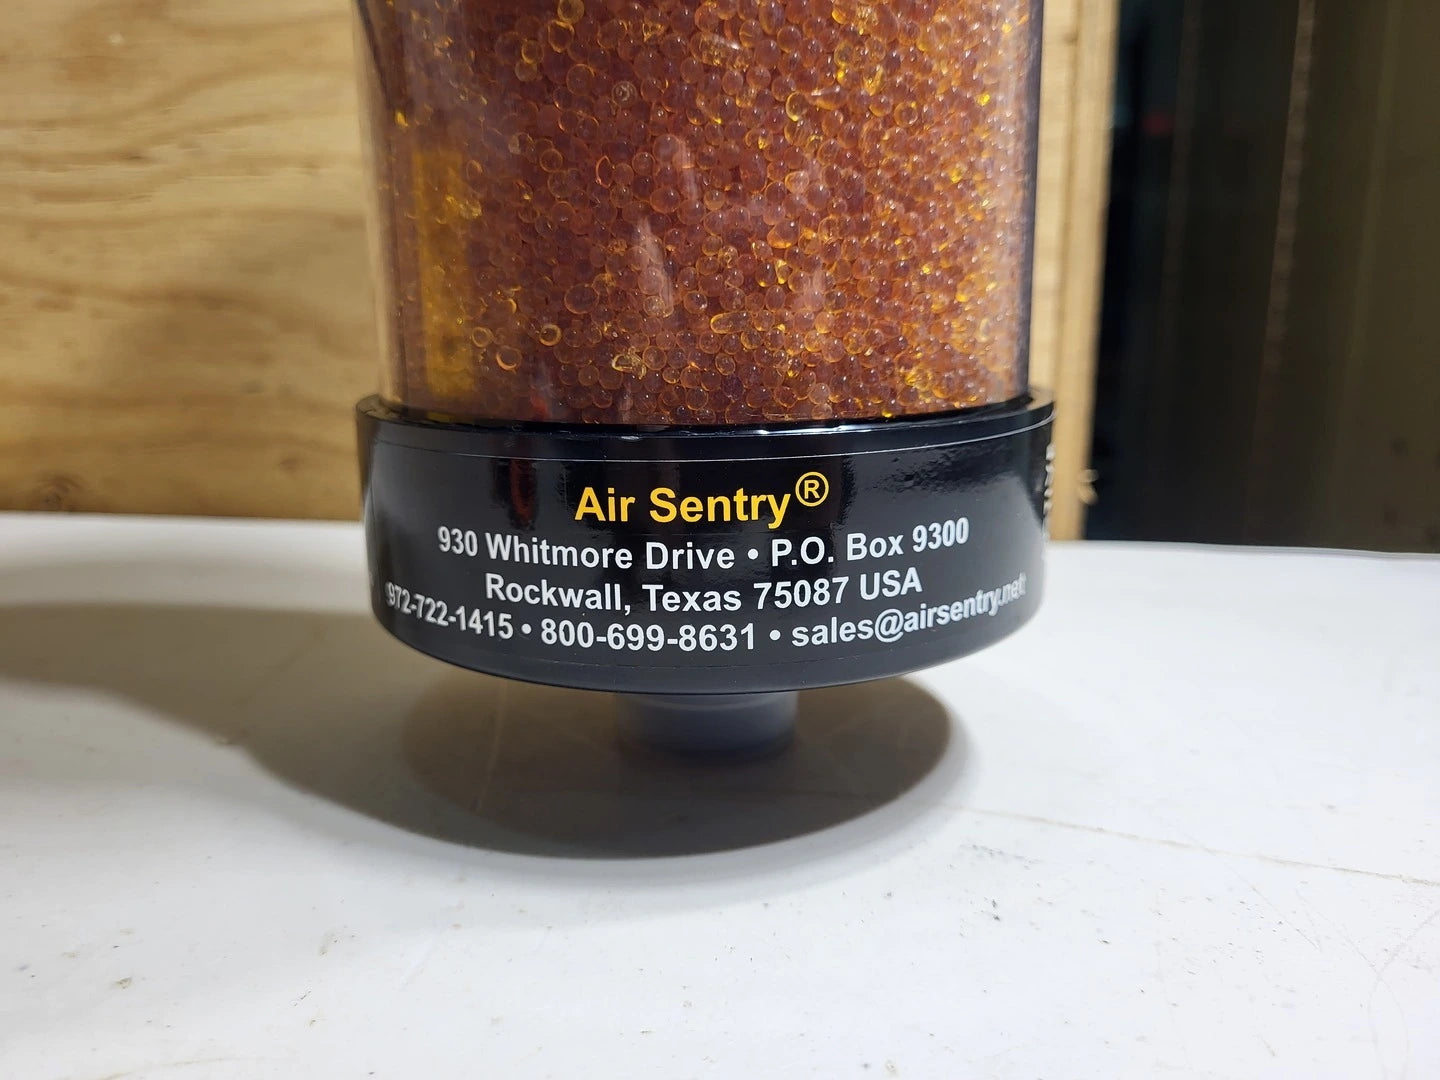 Air Sentry®
930 Whitmore Drive • P.O. Box 9300
Rockwall, Texas 75087 USA
972-722-1415 • 800-699-8631 • sales@airsentry.net